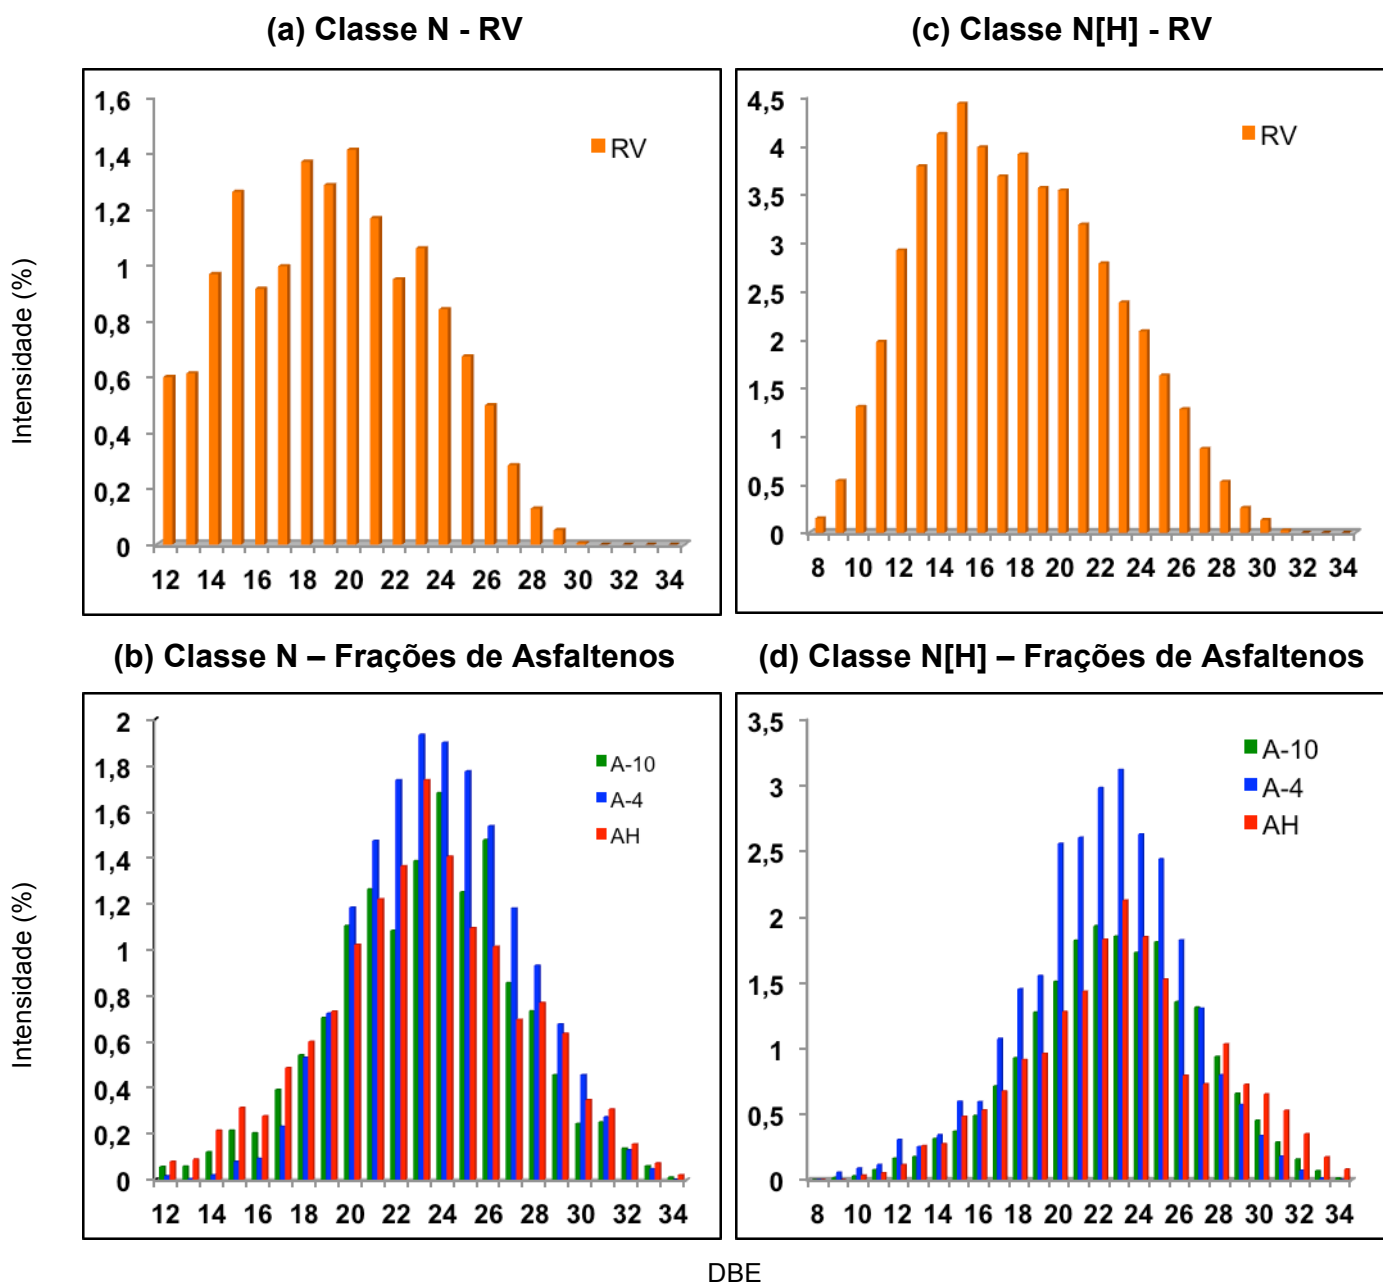 (a) Classe N - RV
1,6
1,4
1,2
1
0,8
0,6
0,4
0,2
0
12 14 16 18 20 22 24 26 28 30 32 34
RV
Intensidade (%)
(c) Classe N[H] - RV
4,5
4
3,5
3
2,5
2
1,5
1
0,5
0
8 10 12 14 16 18 20 22 24 26 28 30 32 34
RV
(b) Classe N – Frações de Asfaltenos
2
1,8
1,6
1,4
1,2
1
0,8
0,6
0,4
0,2
0
12 14 16 18 20 22 24 26 28 30 32 34
A-10
A-4
AH
Intensidade (%)
(d) Classe N[H] – Frações de Asfaltenos
3,5
3
2,5
2
1,5
1
0,5
0
8 10 12 14 16 18 20 22 24 26 28 30 32 34
A-10
A-4
AH
DBE